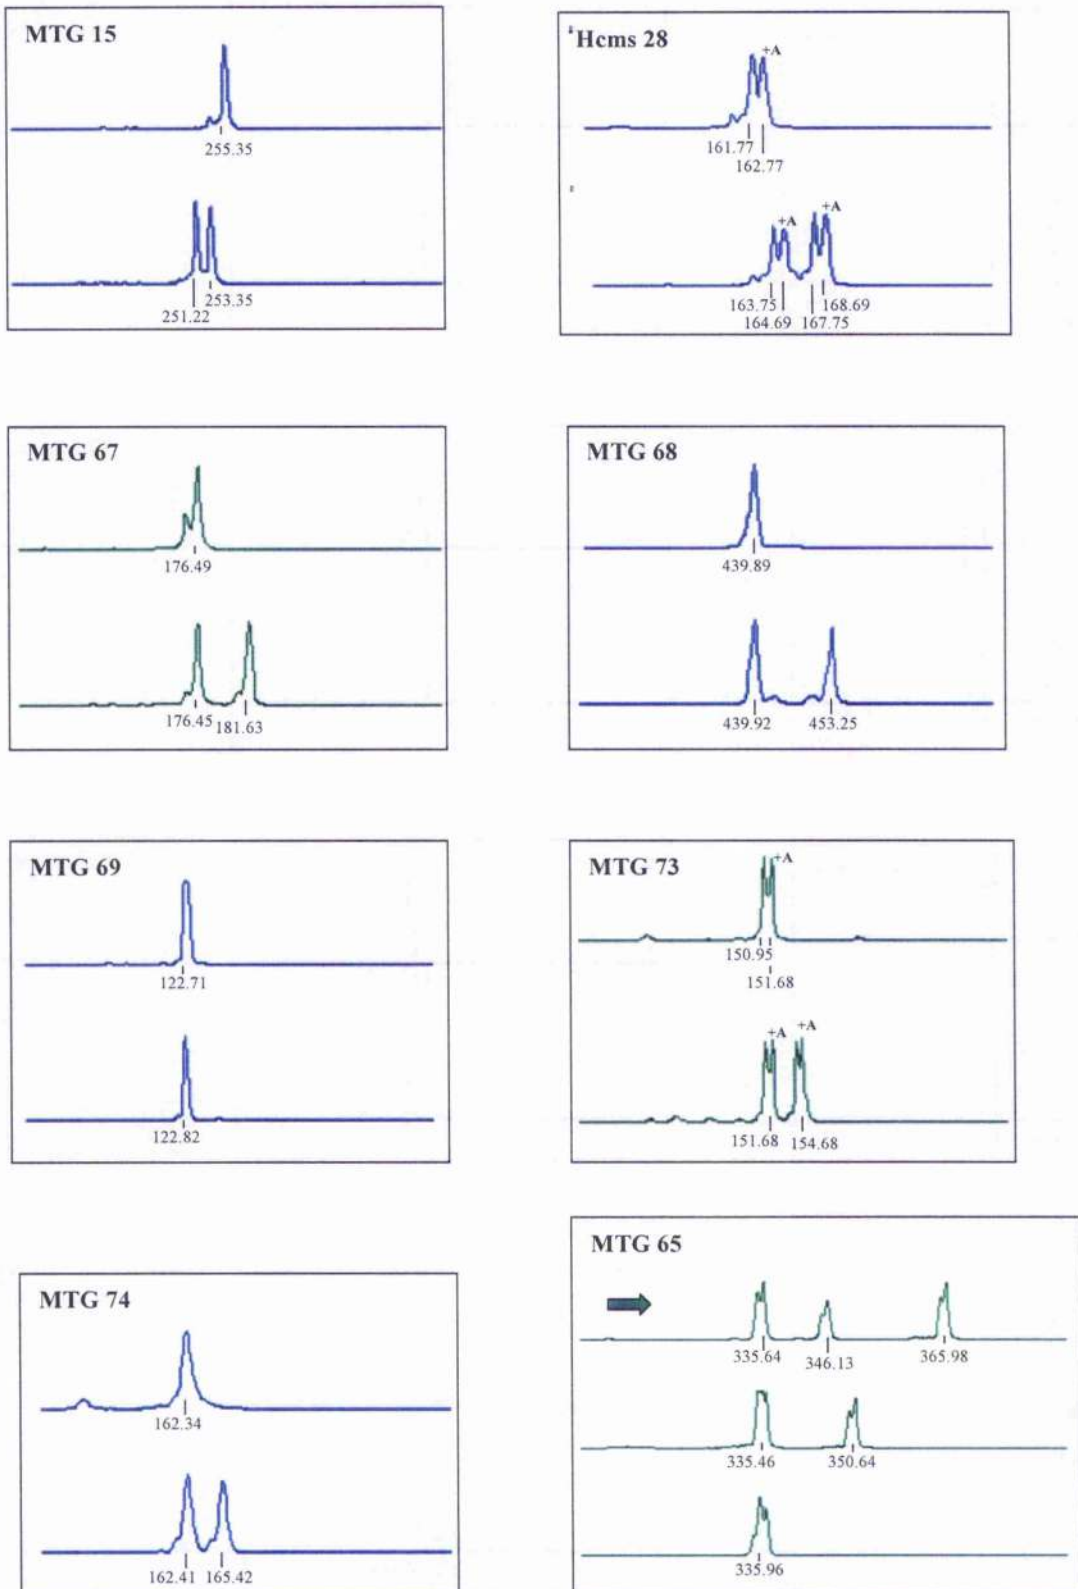 MTG 15
255.35
253.35
251.22
Hcms 28
+A
161.77
162.77
+A +A
163.75 168.69
164.69 167.75
MTG 67
176.49
176.45 181.63
MTG 68
439.89
439.92 453.25
MTG 69
122.71
122.82
MTG 73
+A
150.95
151.68
+A +A
151.68 154.68
MTG 74
162.34
162.41 165.42
MTG 65
335.64 346.13 365.98
335.46 350.64
335.96